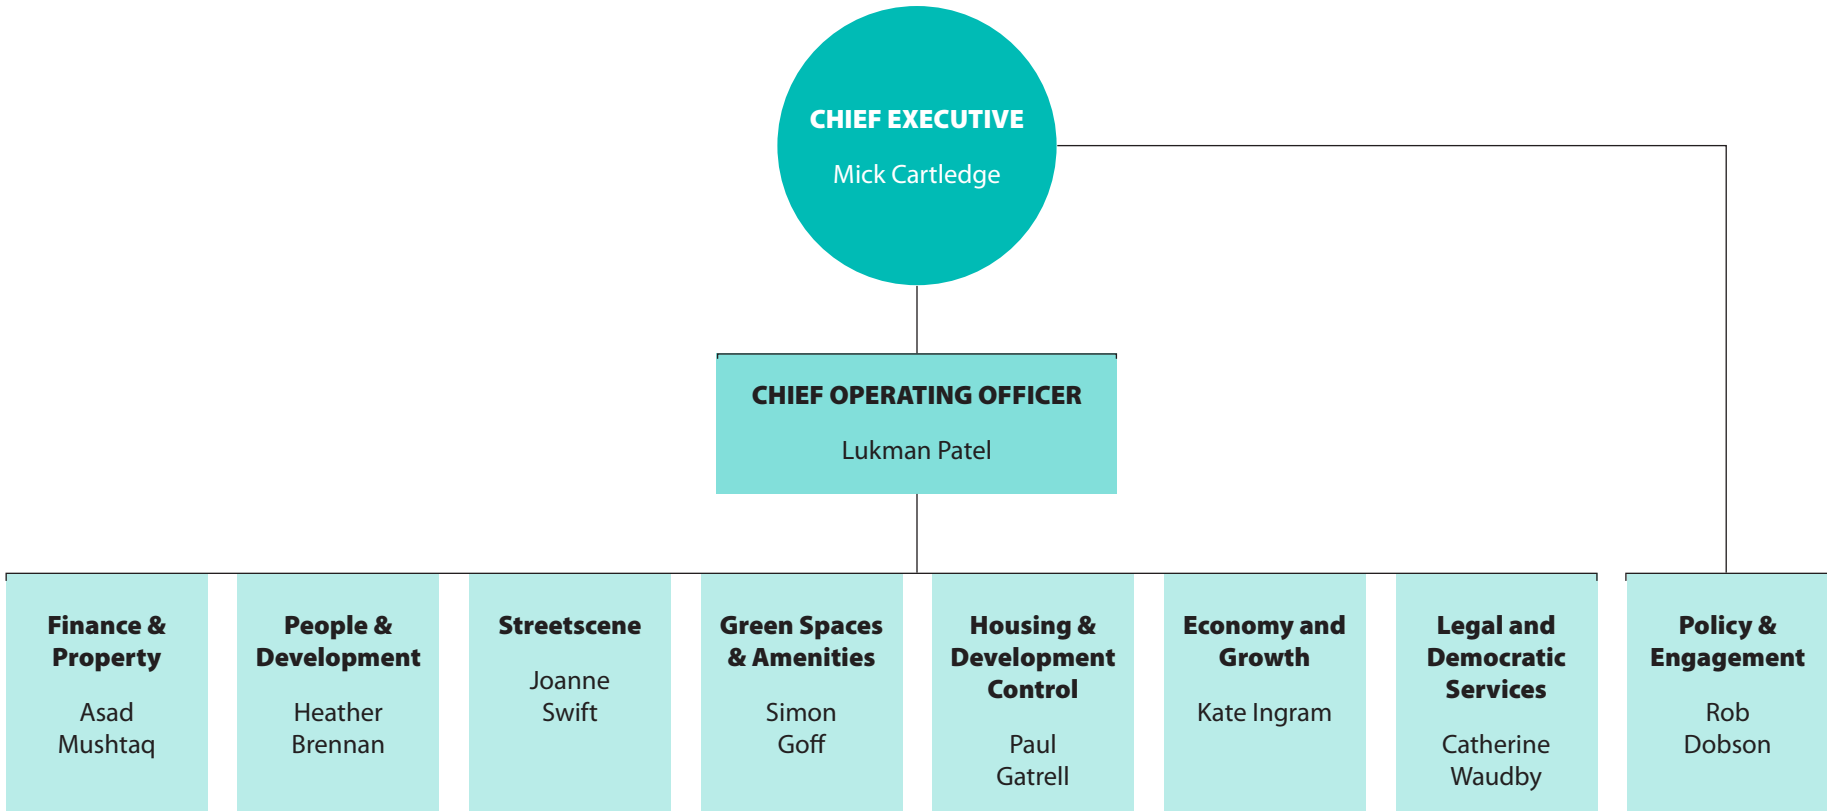 CHIEF EXECUTIVE
Mick Cartledge
CHIEF OPERATING OFFICER
Lukman Patel
Finance &
Property
Asad
Mushtaq
People &
Development
Heather
Brennan
Streetscene
Joanne
Swift
Green Spaces
& Amenities
Simon
Goff
Housing &
Development
Control
Paul
Gatrell
Economy and
Growth
Kate Ingram
Legal and
Democratic
Services
Catherine
Waudby
Policy &
Engagement
Rob
Dobson